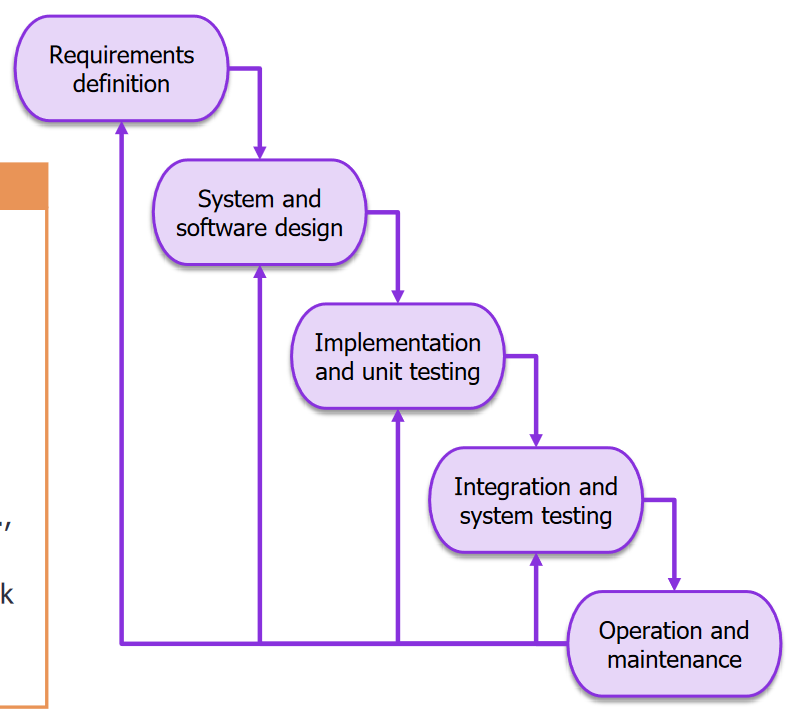 Requirements
definition
System and
software design
Implementation
and unit testing
Integration and
system testing
Operation and
maintenance